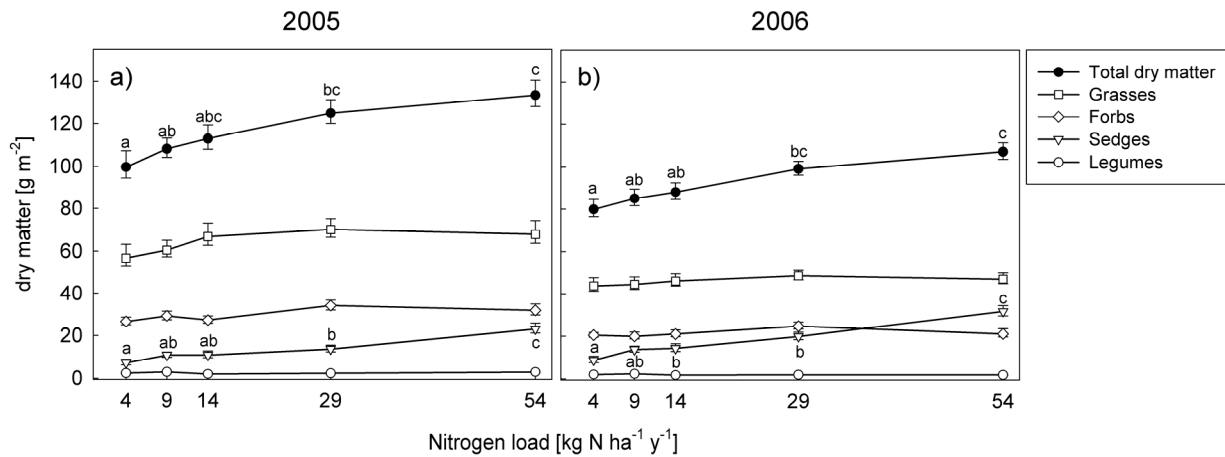 2005
2006
a)
b)
Total dry matter
Grasses
Forbs
Sedges
Legumes
dry matter [g m⁻²]
140
120
100
80
60
40
20
0
a
ab
abc
bc
c
a
ab
ab
b
c
a
ab
ab
bc
c
a
ab
b
b
c
4
9
14
29
54
4
9
14
29
54
Nitrogen load [kg N ha⁻¹ y⁻¹]